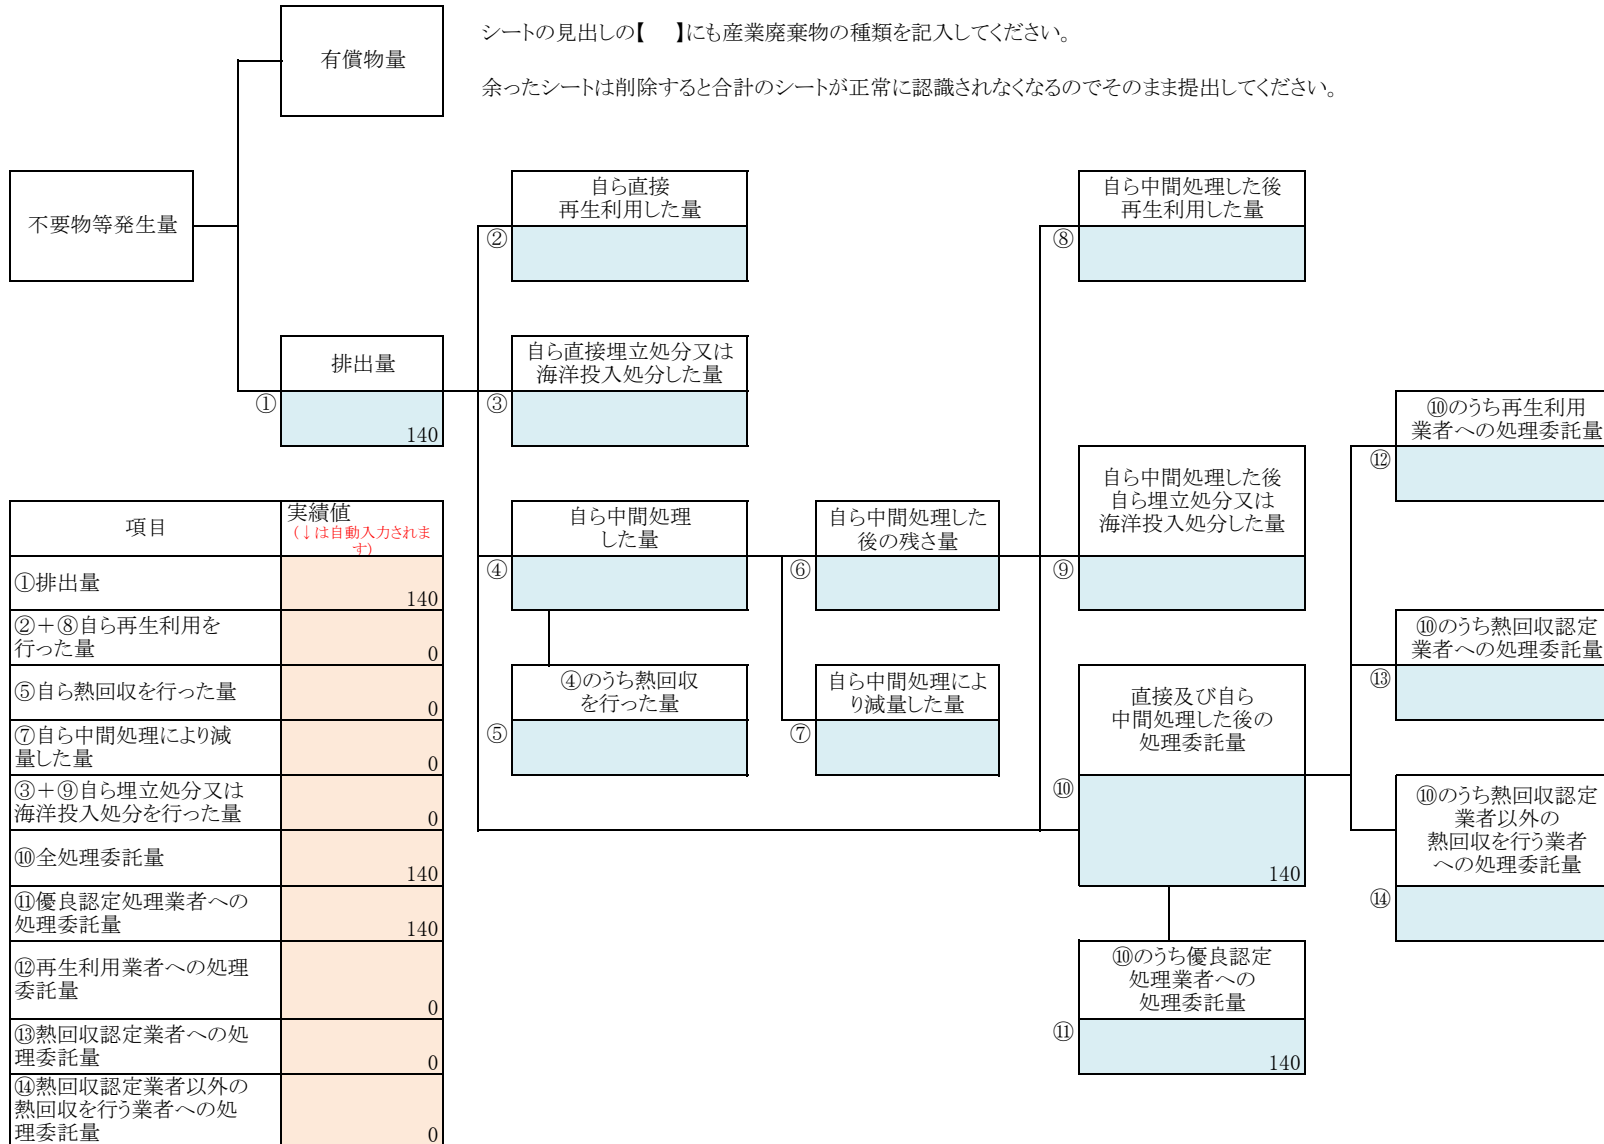 シートの見出しの【　】にも産業廃棄物の種類を記入してください。
余ったシートは削除すると合計のシートが正常に認識されなくなるのでそのまま提出してください。
有償物量
不要物等発生量
排出量
①
140
自ら直接
再生利用した量
②
自ら直接埋立処分又は
海洋投入処分した量
③
自ら中間処理
した量
④
④のうち熱回収
を行った量
⑤
自ら中間処理した
後の残さ量
⑥
自ら中間処理によ
り減量した量
⑦
自ら中間処理した後
再生利用した量
⑧
自ら中間処理した後
自ら埋立処分又は
海洋投入処分した量
⑨
直接及び自ら
中間処理した後の
処理委託量
⑩
140
⑩のうち優良認定
処理業者への
処理委託量
⑪
140
⑩のうち再生利用
業者への処理委託量
⑫
⑩のうち熱回収認定
業者への処理委託量
⑬
⑩のうち熱回収認定
業者以外の
熱回収を行う業者
への処理委託量
⑭
項目
実績値
(↓は自動入力されま
す)
①排出量
140
②＋⑧自ら再生利用を
行った量
0
⑤自ら熱回収を行った量
0
⑦自ら中間処理により減
量した量
0
③＋⑨自ら埋立処分又は
海洋投入処分を行った量
0
⑩全処理委託量
140
⑪優良認定処理業者への
処理委託量
140
⑫再生利用業者への処理
委託量
0
⑬熱回収認定業者への処
理委託量
0
⑭熱回収認定業者以外の
熱回収を行う業者への処
理委託量
0